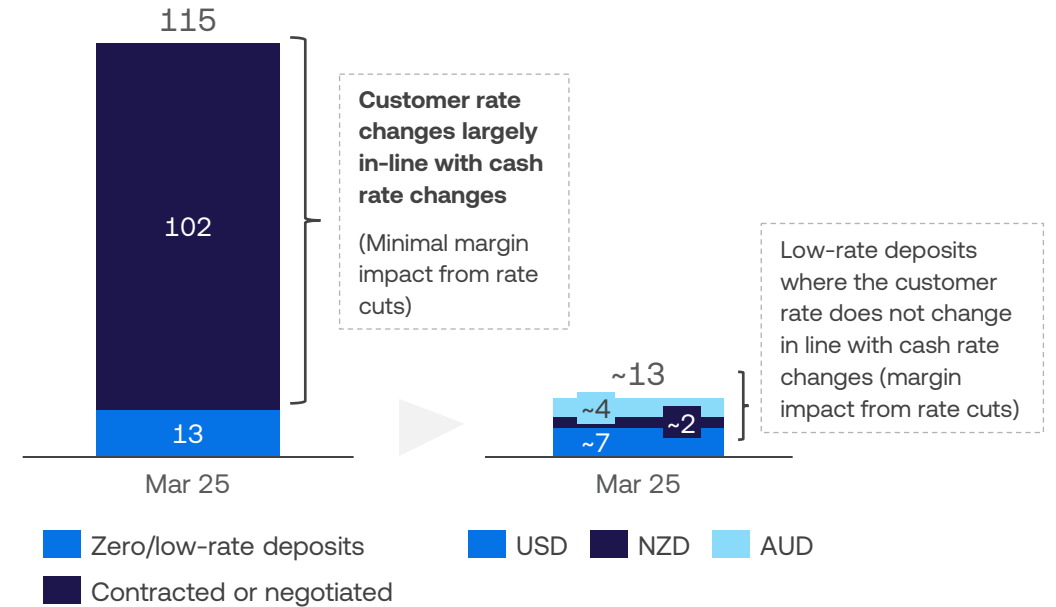 115
102
13
Mar 25
Customer rate
changes largely
in-line with cash
rate changes
(Minimal margin
impact from rate
cuts)
~13
~4
~2
~7
Mar 25
Low-rate deposits
where the customer
rate does not change
in line with cash rate
changes (margin
impact from rate cuts)
Zero/low-rate deposits
Contracted or negotiated
USD
NZD
AUD